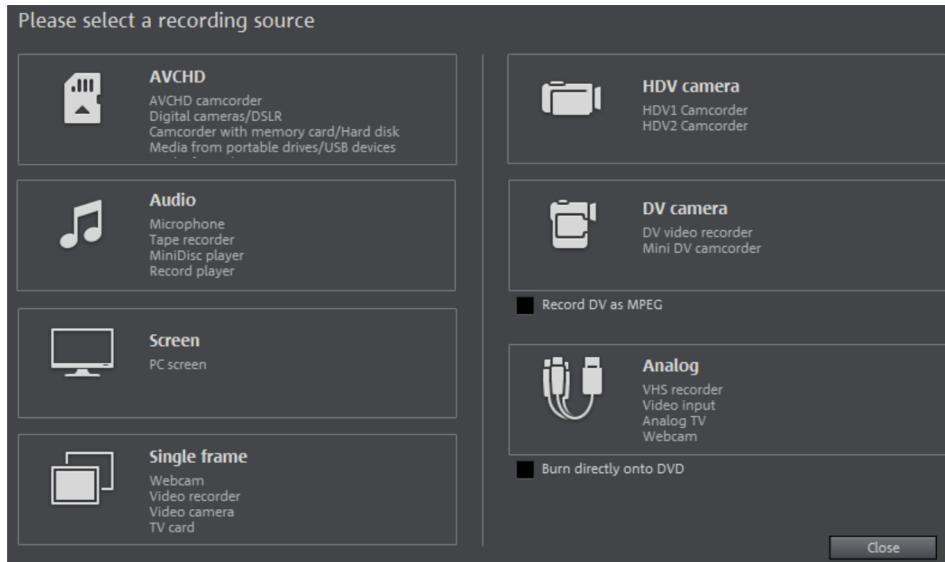 Please select a recording source
AVCHD
AVCHD camcorder
Digital cameras/DSLR
Camcorder with memory card/Hard disk
Media from portable drives/USB devices
Audio
Microphone
Tape recorder
MiniDisc player
Record player
Screen
PC screen
Single frame
Webcam
Video recorder
Video camera
TV card
HDV camera
HDV1 Camcorder
HDV2 Camcorder
DV camera
DV video recorder
Mini DV camcorder
Record DV as MPEG
Analog
VHS recorder
Video input
Analog TV
Webcam
Burn directly onto DVD
Close